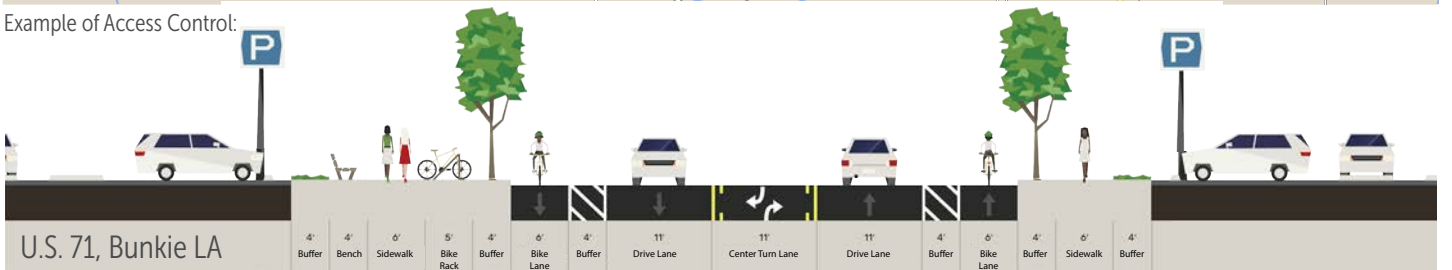 Example of Access Control:
P
P
U.S. 71, Bunkie LA
4' 4' 6' 5' 4' 6' 4' 11' 11' 11' 4' 6' 4' 6' 4'
Buffer Bench Sidewalk Bike Buffer Bike Buffer Drive Lane Center Turn Lane Drive Lane Buffer Bike Buffer Sidewalk Buffer
Rack Lane Lane